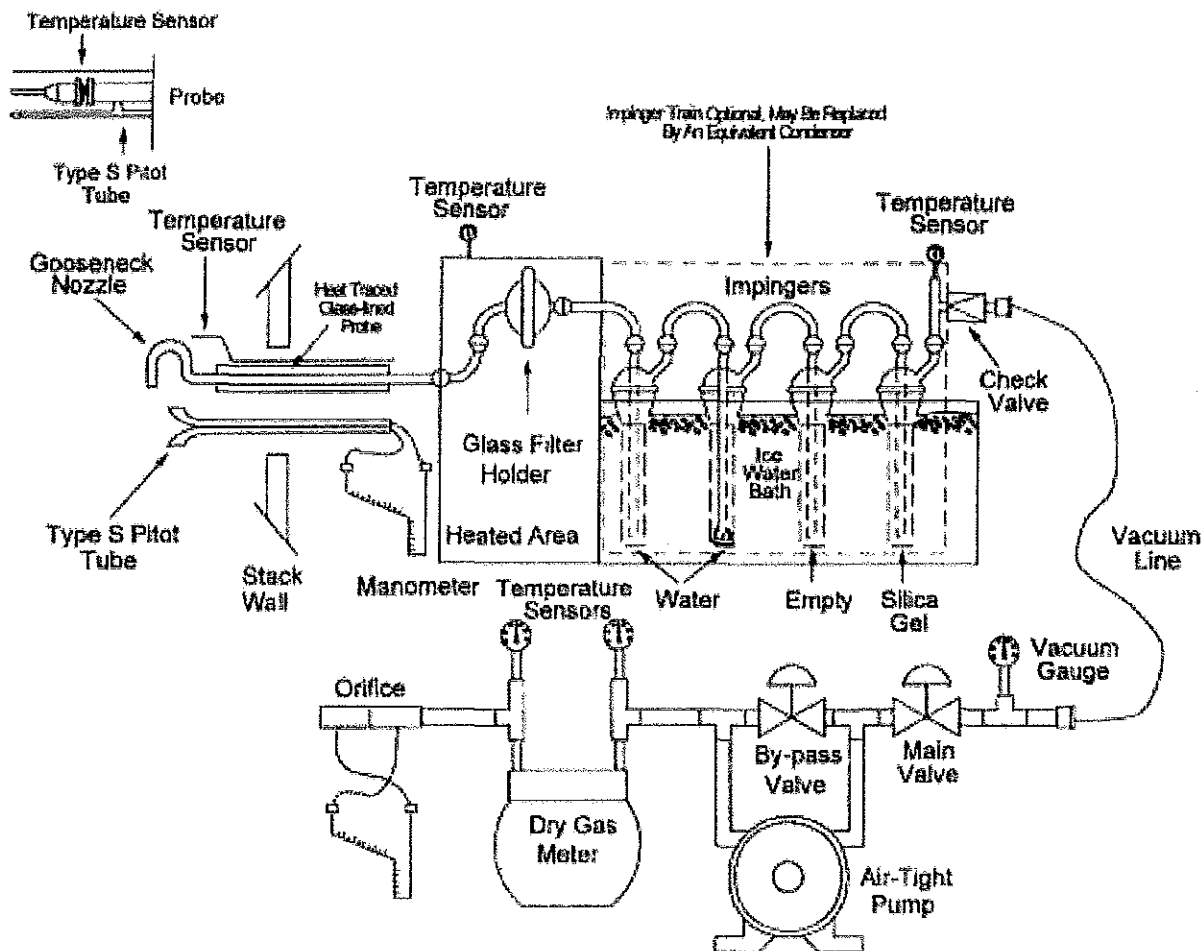 Temperature Sensor
Probe
Type S Pitot
Tube
Impinger Train Optional, May Be Replaced
By An Equivalent Condenser
Temperature
Sensor
Temperature
Sensor
Temperature
Sensor
Gooseneck
Nozzle
Heat Traced
Glass-lined
Probe
Impingers
Check
Valve
Glass Filter
Holder
Ice
Water
Bath
Heated Area
Type S Pitot
Tube
Stack
Wall
Manometer
Temperature
Sensors
Water
Empty
Silica
Gel
Vacuum
Line
Vacuum
Gauge
Orifice
By-pass
Valve
Main
Valve
Dry Gas
Meter
Air-Tight
Pump